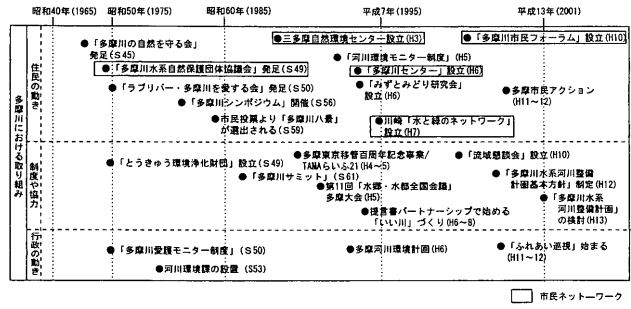 昭和40年(1965)
昭和50年(1975)
昭和60年(1985)
平成7年(1995)
平成13年(2001)
多摩川における取り組み
住民の動き
●「多摩川の自然を守る会」
発足(S45)
●「多摩川水系自然保護団体協議会」発足(S49)
●「ラブリバー・多摩川を愛する会」発足(S50)
●「多摩川シンポジウム」開催(S56)
●市民投票より「多摩川八景」
が選出される(S59)
●三多摩自然環境センター設立(H3)
●「河川環境モニター制度」(H5)
●「多摩川センター」設立(H6)
●「みずとみどり研究会」
設立(H6)
●川崎「水と緑のネットワーク」
設立(H7)
●「多摩川市民フォーラム」設立(H10)
●多摩市民アクション
(H11~12)
制度や協力
●「とうきゅう環境浄化財団」設立(S49)
●「多摩川サミット」(S61)
●多摩東京移管百周年記念事業/
TAMAらいふ21(H4~5)
●第11回「水郷・水都全国会議」
多摩大会(H5)
●提言書パートナーシップで始める
「いい川」づくり(H6~8)
●「流域懇談会」設立(H10)
●「多摩川水系河川整備
計画基本方針」制定(H12)
●「多摩川水系
河川整備計画」
の検討(H13)
行政の動き
●「多摩川愛護モニター制度」(S50)
●河川環境課の設置(S53)
●多摩河川環境計画(H6)
●「ふれあい巡視」始まる
(H11~12)
市民ネットーワーク